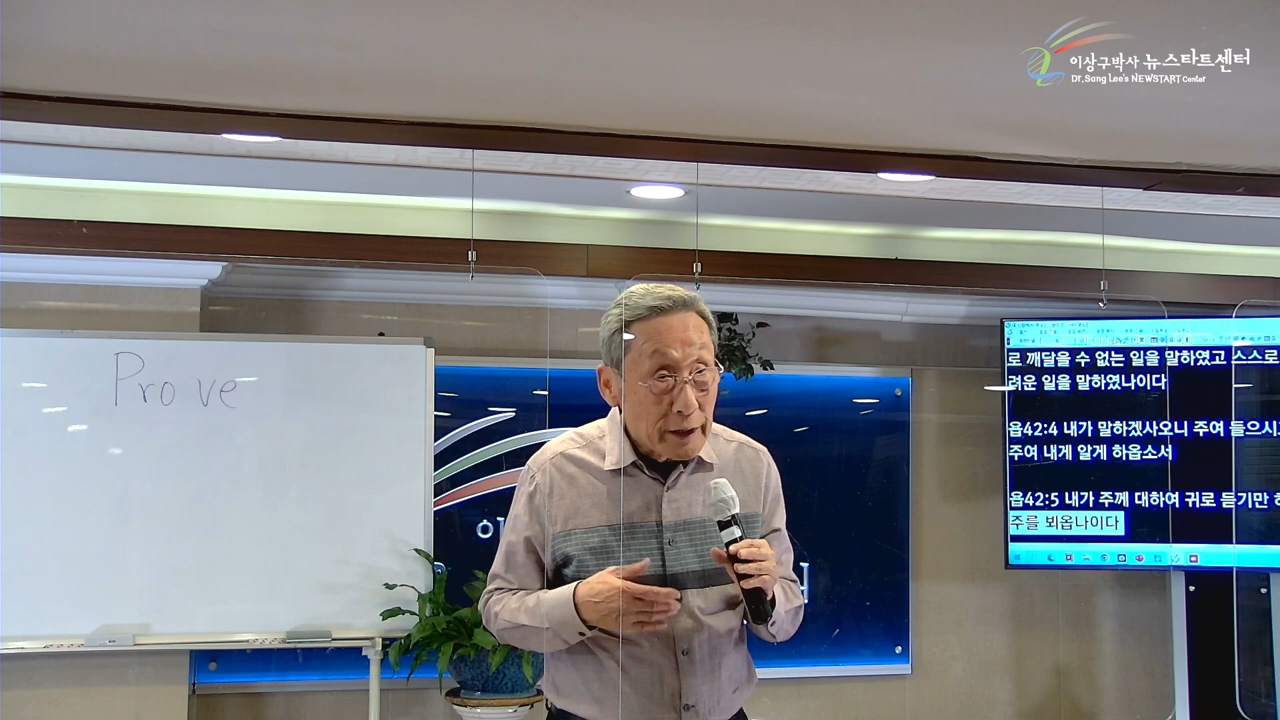 이상구박사 뉴스타트센터
Dr. Sang Lee's NEWSTART Center
Prove
로 깨달을 수 없는 일을 말하였고 스스로
려운 일을 말하였나이다
욥42:4 내가 말하겠사오니 주여 들으시고
주여 내게 알게 하옵소서
욥42:5 내가 주께 대하여 귀로 듣기만 하
주를 뵈옵나이다